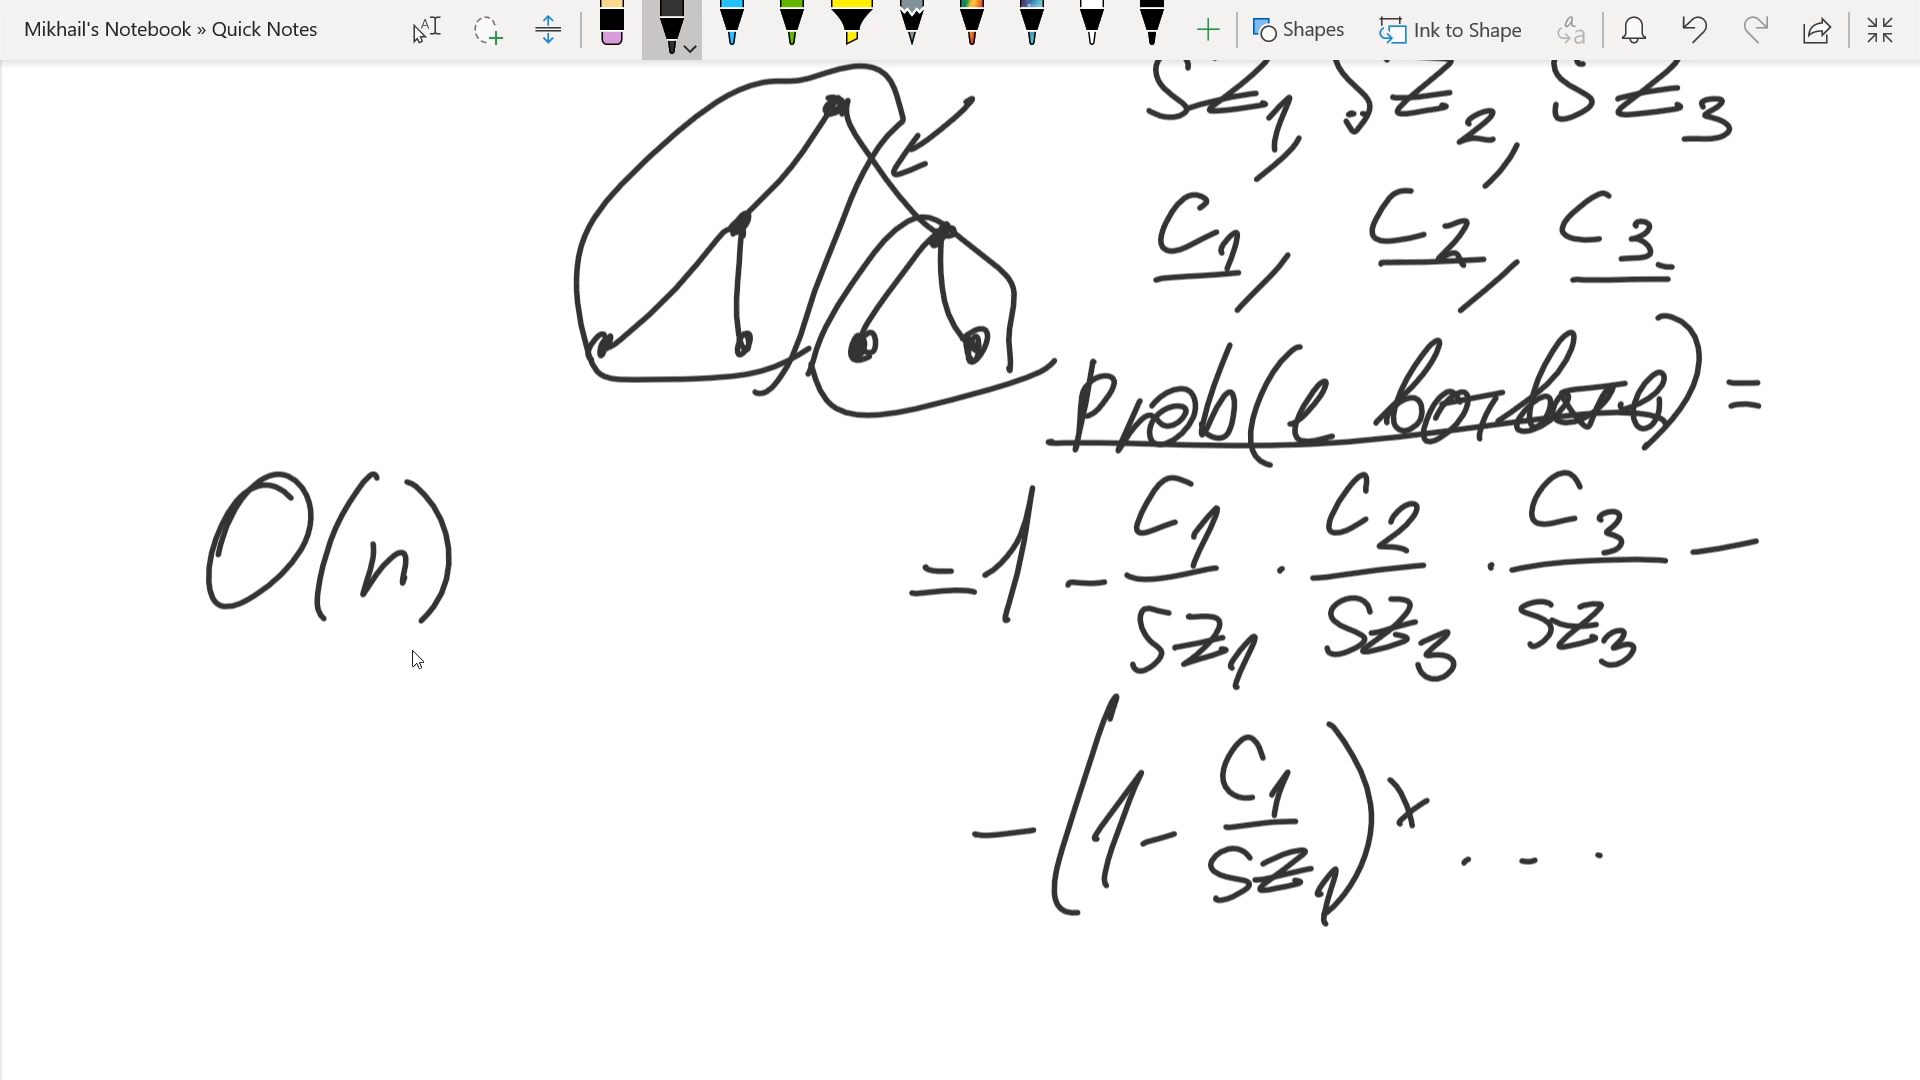 Mikhail's Notebook » Quick Notes
Shapes
Ink to Shape
SZ1, SZ2, SZ3
C1, C2, C3
Prob(e ) =
= 1 - C1/SZ1 · C2/SZ3 · C3/SZ3 -
- (1 - C1/SZ1) × . - .
O(n)